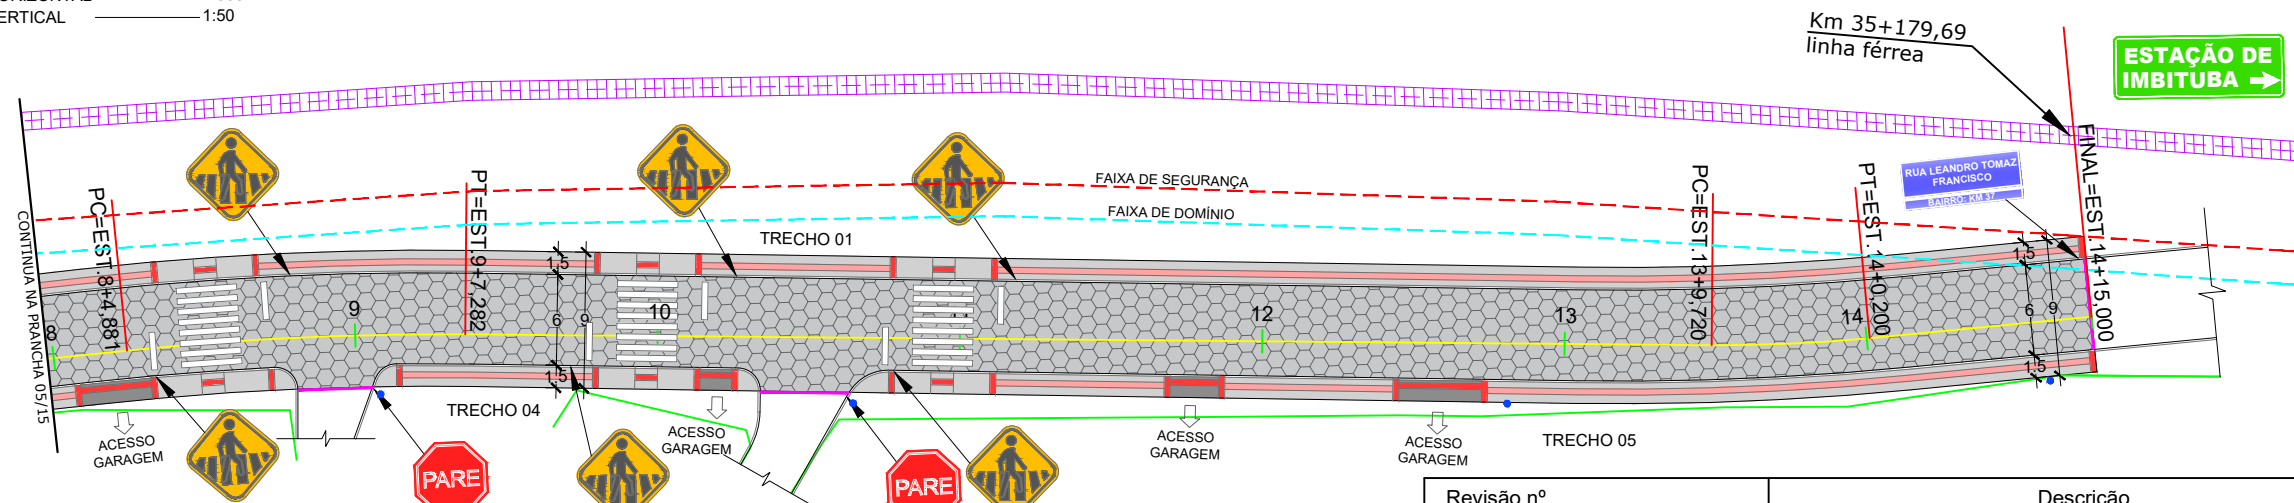 VERTICAL 1:50
Km 35+179,69
linha férrea
ESTAÇÃO DE
IMBITUBA
CONTINUA NA PRANCHA 05/15
PC=EST.8+4,881
PT=EST.9+7,282
FAIXA DE SEGURANÇA
FAIXA DE DOMÍNIO
TRECHO 01
PC=EST.13+9,720
PT=EST.14+0,200
RUA LEANDRO TOMAZ
FRANCISCO
BAIRRO: KM 37
FINAL=EST.14+15,000
1.5
6
9
1.5
1.5
6
9
1.5
8
9
10
12
13
14
ACESSO
GARAGEM
TRECHO 04
PARE
ACESSO
GARAGEM
PARE
ACESSO
GARAGEM
ACESSO
GARAGEM
TRECHO 05
Revisão nº
Descrição